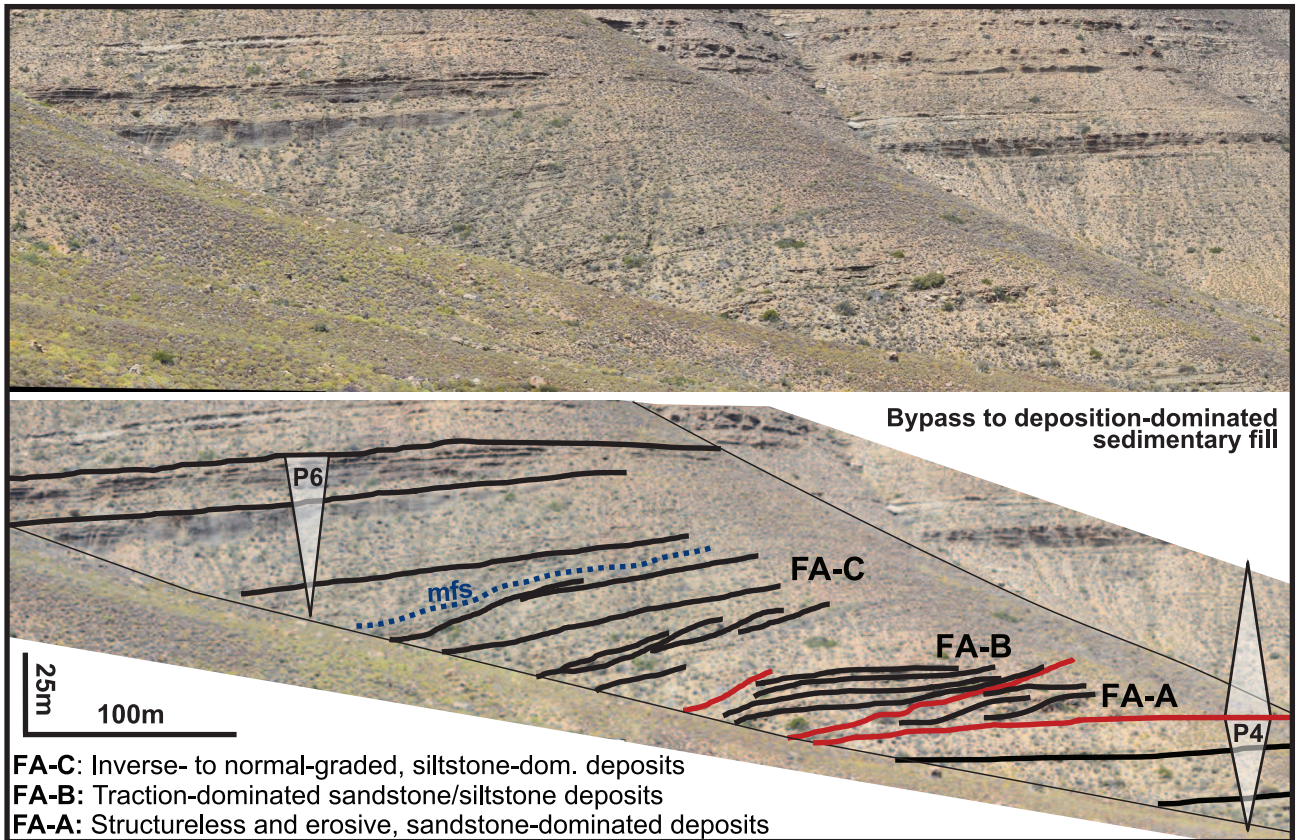 Bypass to deposition-dominated
sedimentary fill
P6
FA-C
mfs
FA-B
FA-A
P4
25m
100m
FA-C: Inverse- to normal-graded, siltstone-dom. deposits
FA-B: Traction-dominated sandstone/siltstone deposits
FA-A: Structureless and erosive, sandstone-dominated deposits